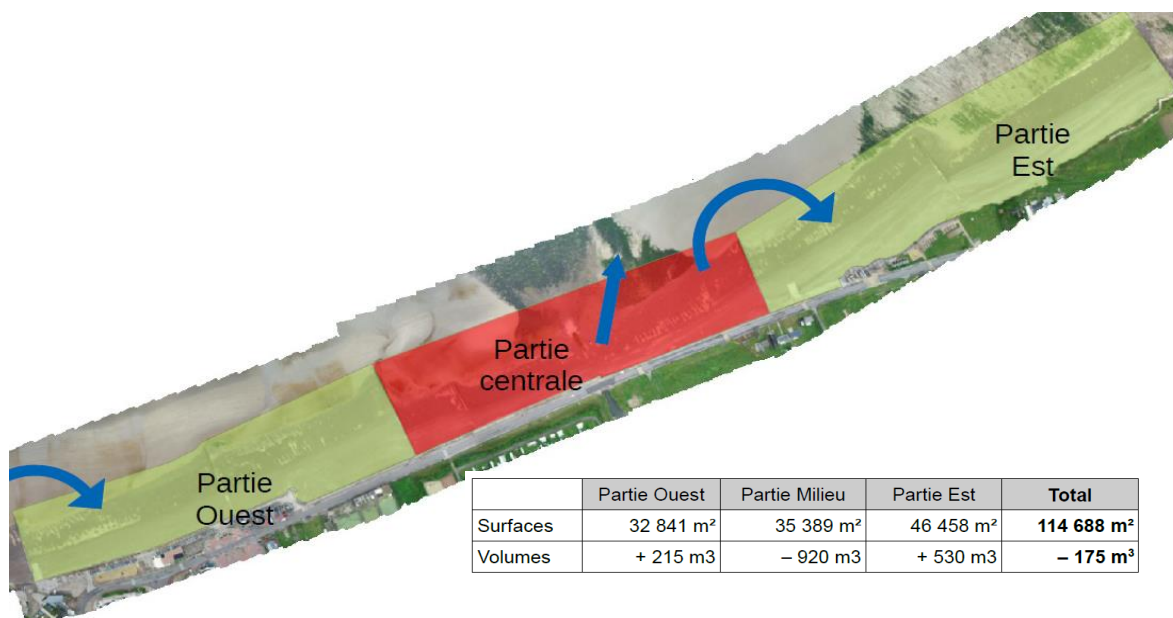 Partie
Est
Partie
centrale
Partie
Ouest
Partie Ouest Partie Milieu Partie Est Total
Surfaces 32 841 m² 35 389 m² 46 458 m² 114 688 m²
Volumes + 215 m3 – 920 m3 + 530 m3 – 175 m³